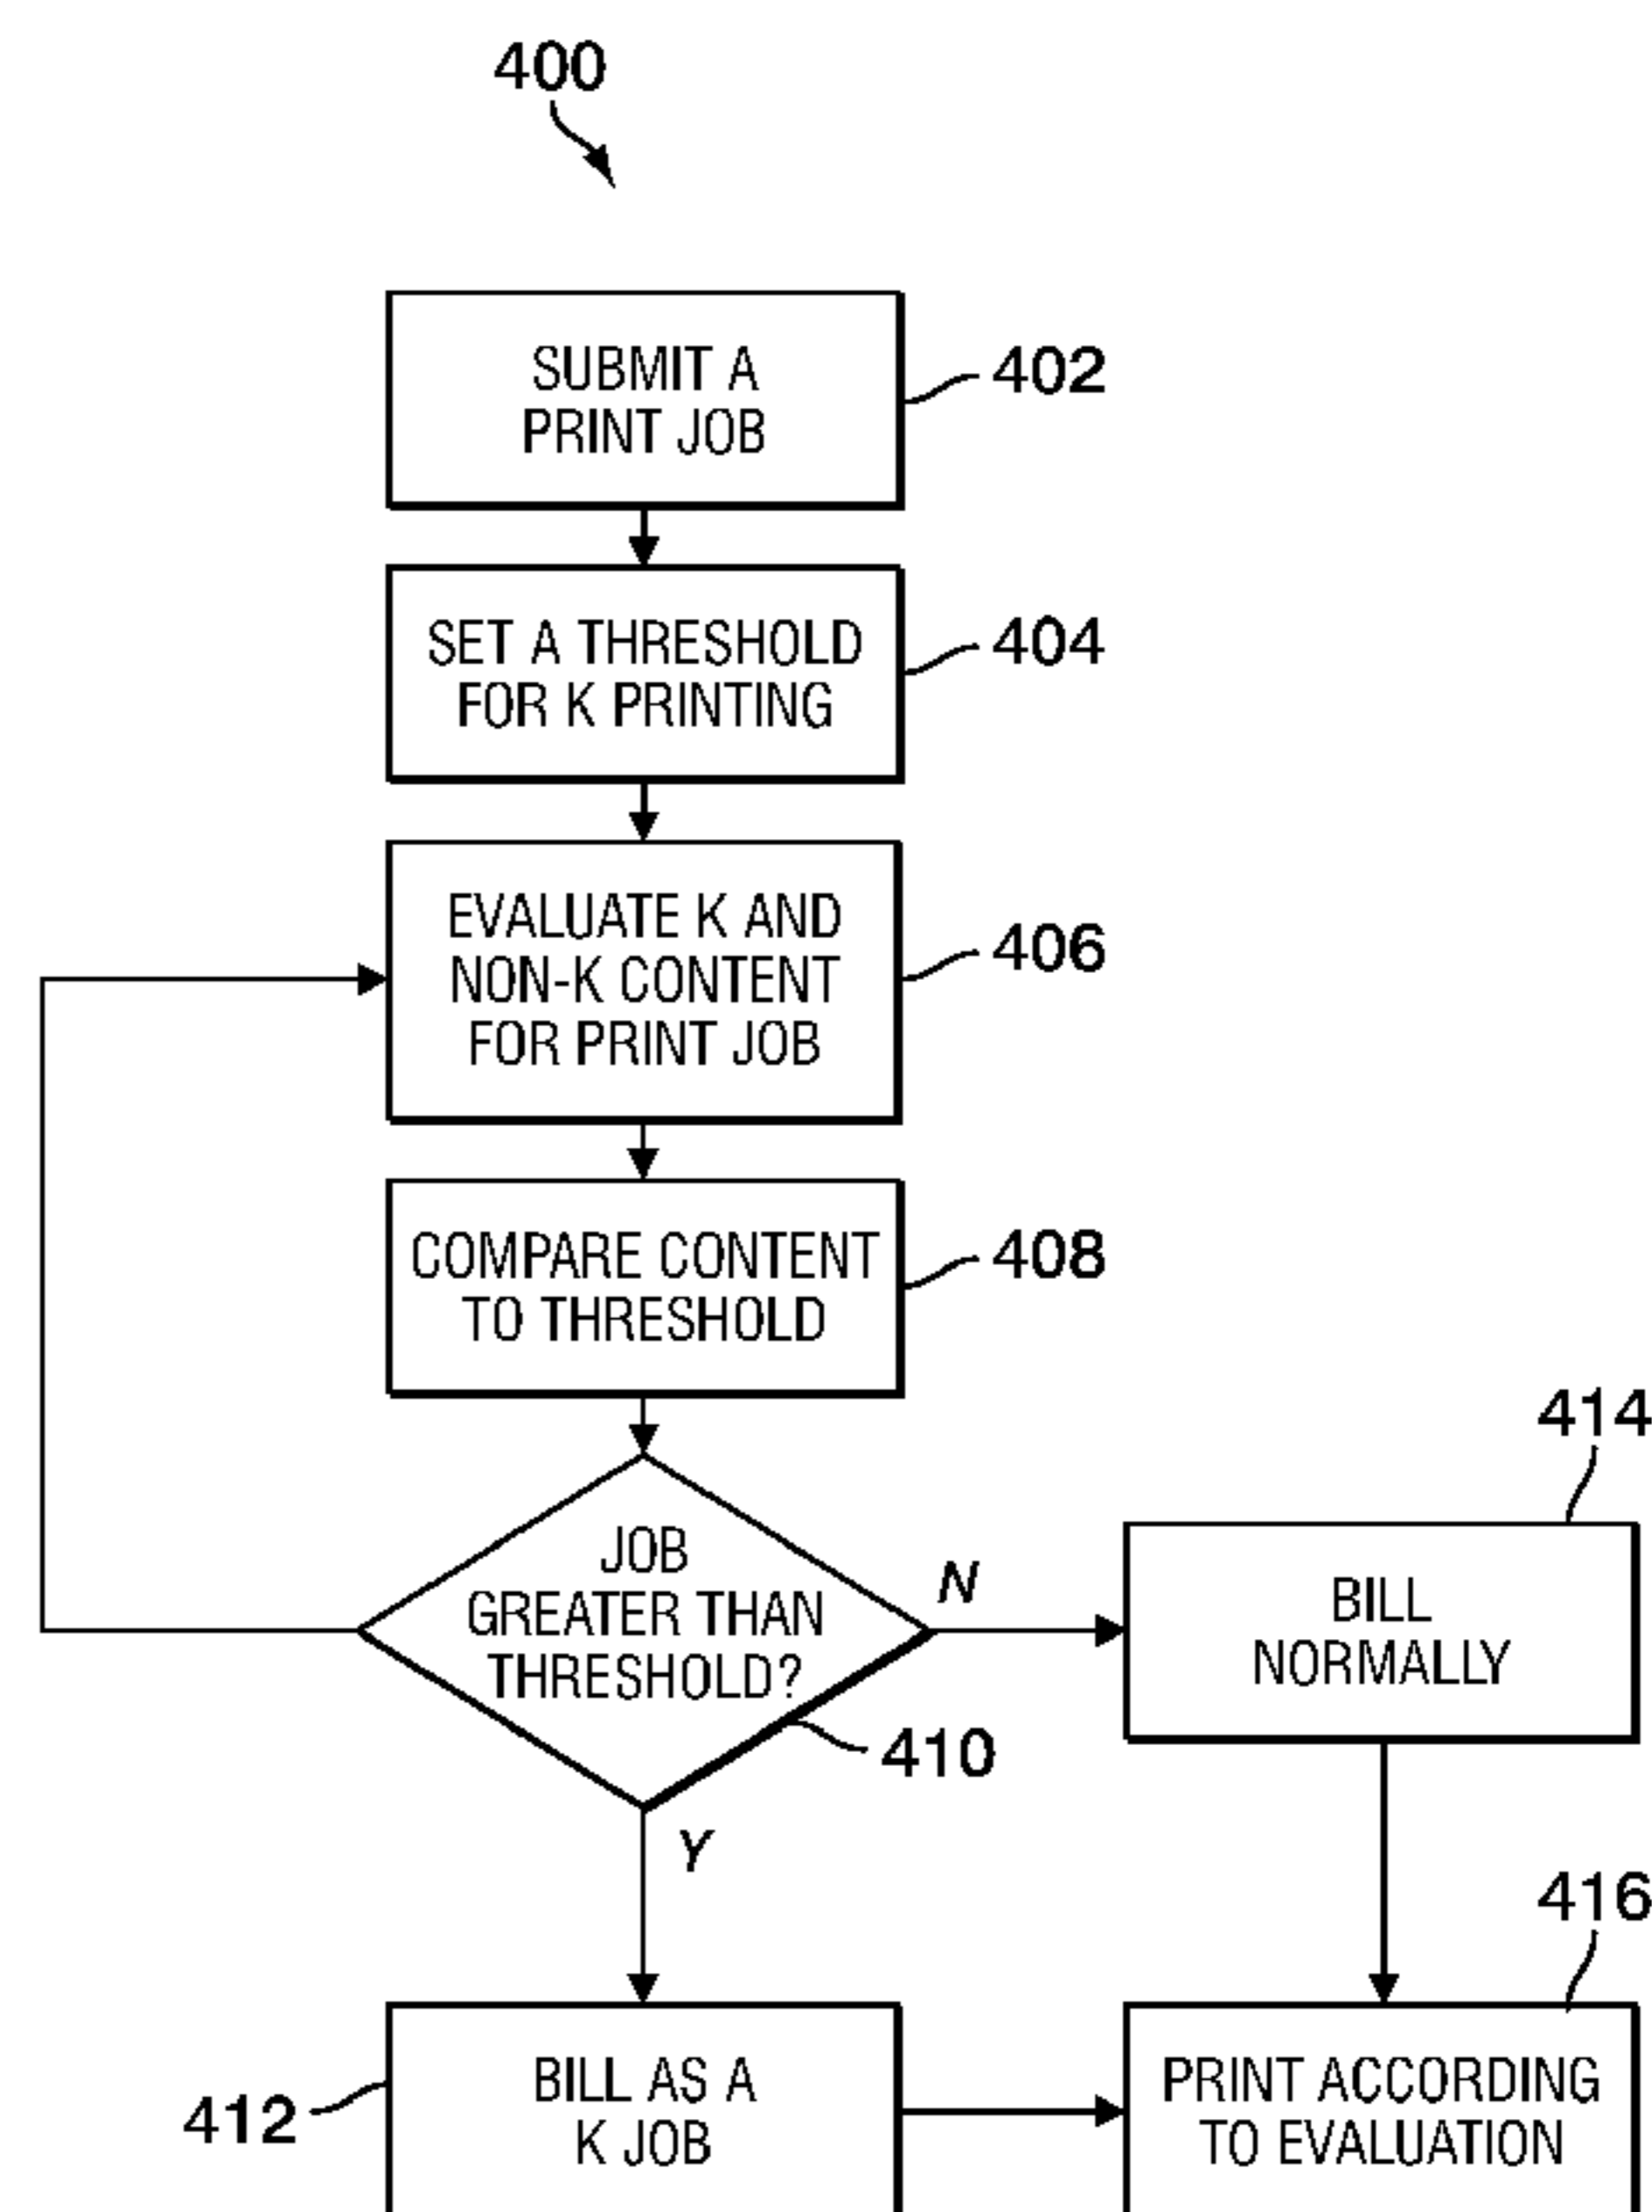 400
SUBMIT A
PRINT JOB
402
SET A THRESHOLD
FOR K PRINTING
404
EVALUATE K AND
NON-K CONTENT
FOR PRINT JOB
406
COMPARE CONTENT
TO THRESHOLD
408
JOB
GREATER THAN
THRESHOLD?
410
N
414
BILL
NORMALLY
Y
412
BILL AS A
K JOB
416
PRINT ACCORDING
TO EVALUATION